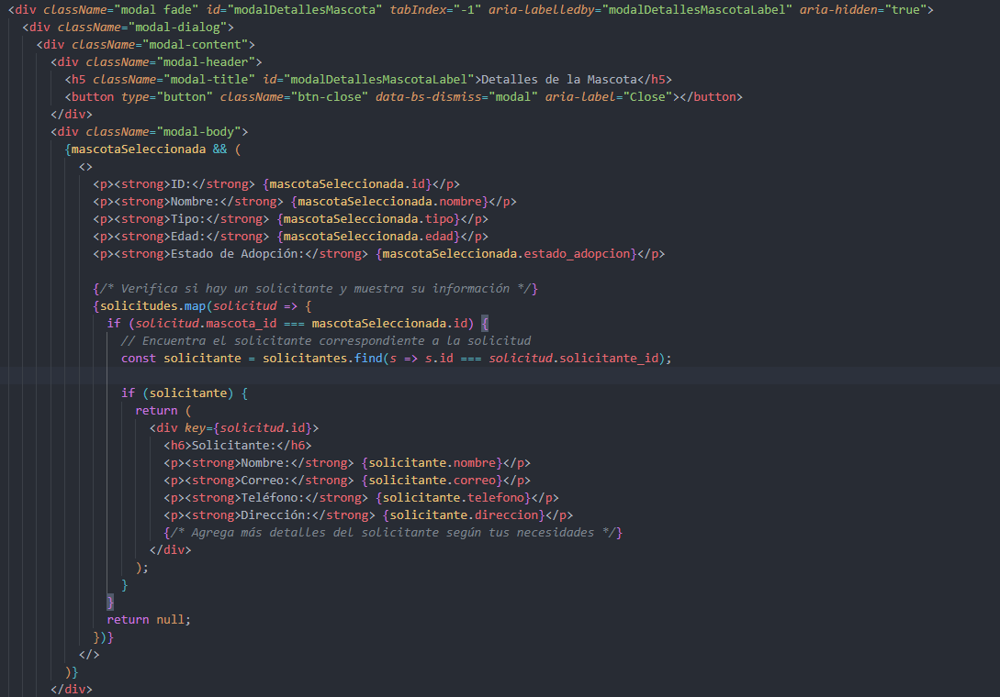 <div className="modal fade" id="modalDetallesMascota" tabIndex="-1" aria-labelledby="modalDetallesMascotaLabel" aria-hidden="true">
<div className="modal-dialog">
<div className="modal-content">
<div className="modal-header">
<h5 className="modal-title" id="modalDetallesMascotaLabel">Detalles de la Mascota</h5>
<button type="button" className="btn-close" data-bs-dismiss="modal" aria-label="Close"></button>
</div>
<div className="modal-body">
{mascotaSeleccionada && (
<>
<p><strong>ID:</strong> {mascotaSeleccionada.id}</p>
<p><strong>Nombre:</strong> {mascotaSeleccionada.nombre}</p>
<p><strong>Tipo:</strong> {mascotaSeleccionada.tipo}</p>
<p><strong>Edad:</strong> {mascotaSeleccionada.edad}</p>
<p><strong>Estado de Adopción:</strong> {mascotaSeleccionada.estado_adopcion}</p>
{/* Verifica si hay un solicitante y muestra su información */}
{solicitudes.map(solicitud => {
if (solicitud.mascota_id === mascotaSeleccionada.id) {
// Encuentra el solicitante correspondiente a la solicitud
const solicitante = solicitantes.find(s => s.id === solicitud.solicitante_id);
if (solicitante) {
return (
<div key={solicitud.id}>
<h6>Solicitante:</h6>
<p><strong>Nombre:</strong> {solicitante.nombre}</p>
<p><strong>Correo:</strong> {solicitante.correo}</p>
<p><strong>Teléfono:</strong> {solicitante.telefono}</p>
<p><strong>Dirección:</strong> {solicitante.direccion}</p>
{/* Agrega más detalles del solicitante según tus necesidades */}
</div>
);
}
}
return null;
})}
</>
)}
</div>